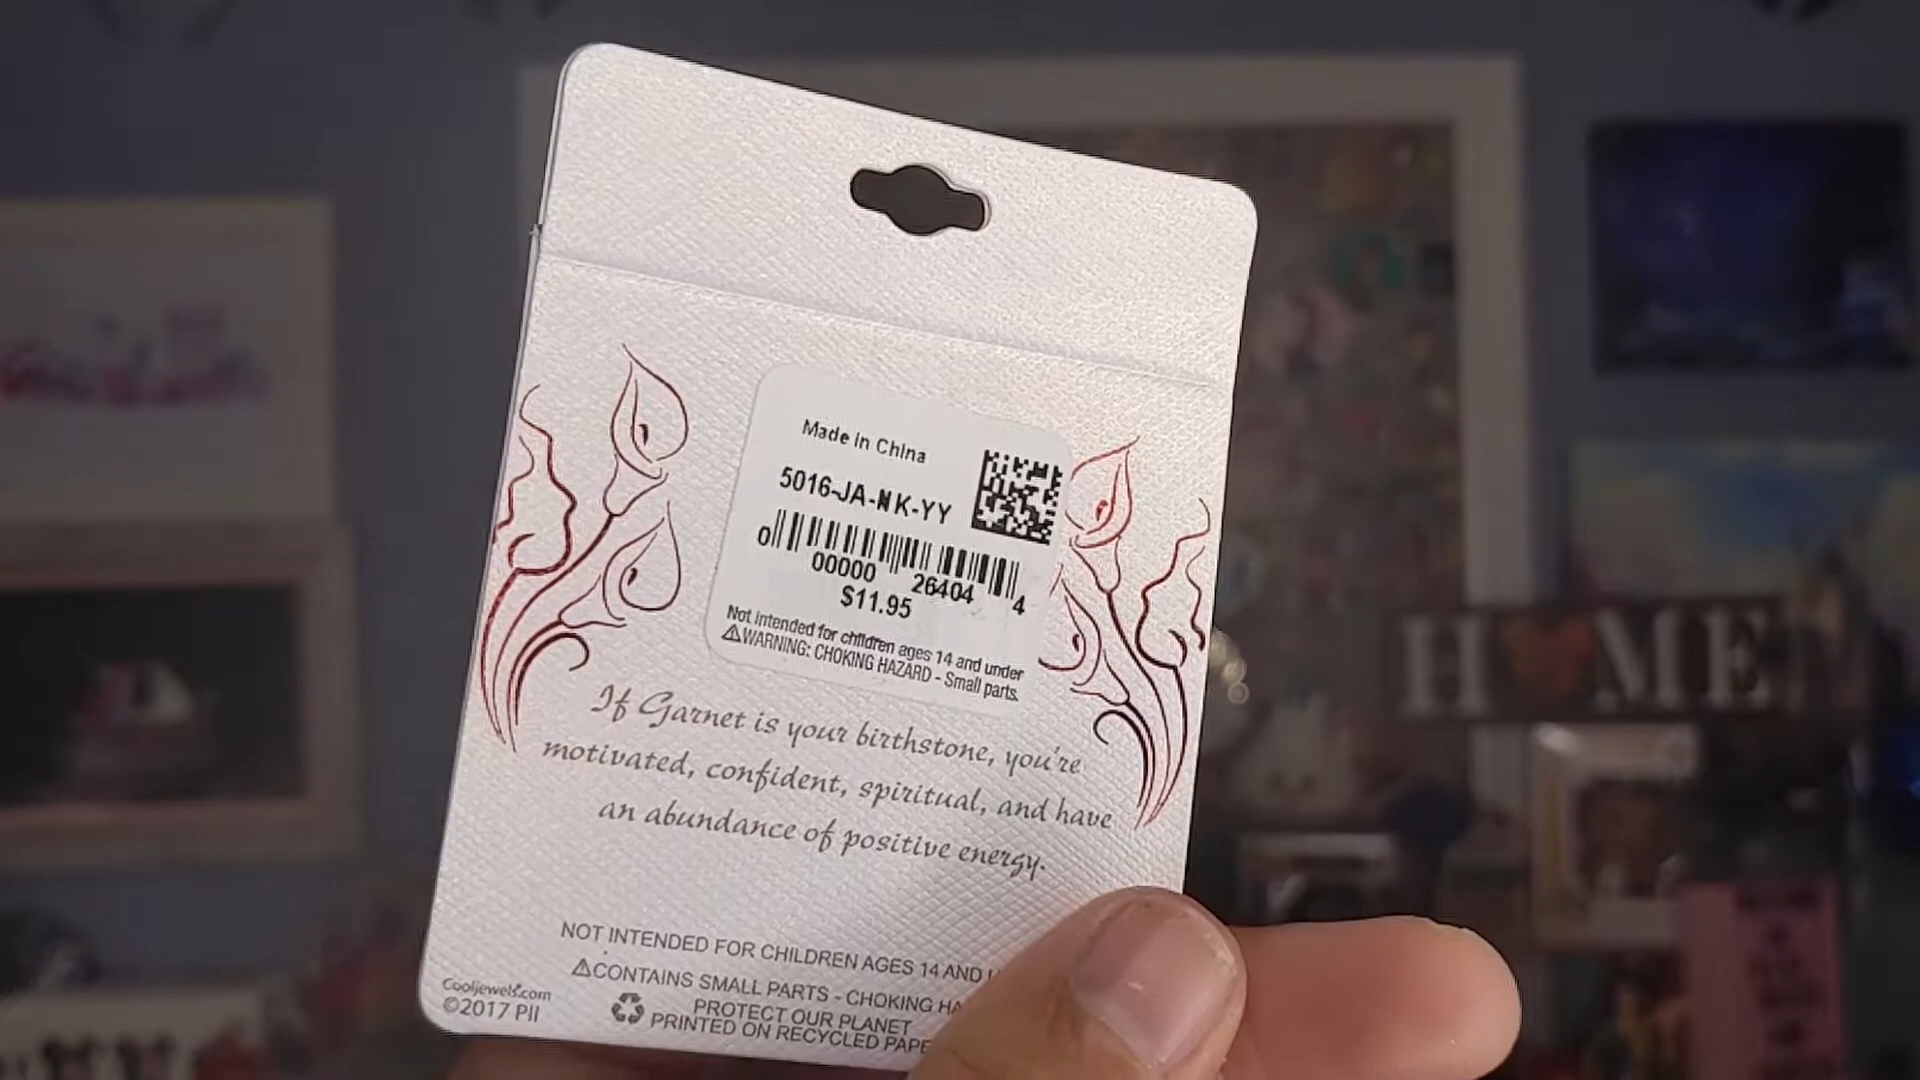 Made in China
5016-JA-NK-YY
0 00000 26404 4
$11.95
Not intended for children ages 14 and under
⚠WARNING: CHOKING HAZARD - Small parts.
If Garnet is your birthstone, you're
motivated, confident, spiritual, and have
an abundance of positive energy.
NOT INTENDED FOR CHILDREN AGES 14 AND
⚠CONTAINS SMALL PARTS - CHOKING
PROTECT OUR PLANET
PRINTED ON RECYCLED
Cooljewels.com
©2017 PII
HOME